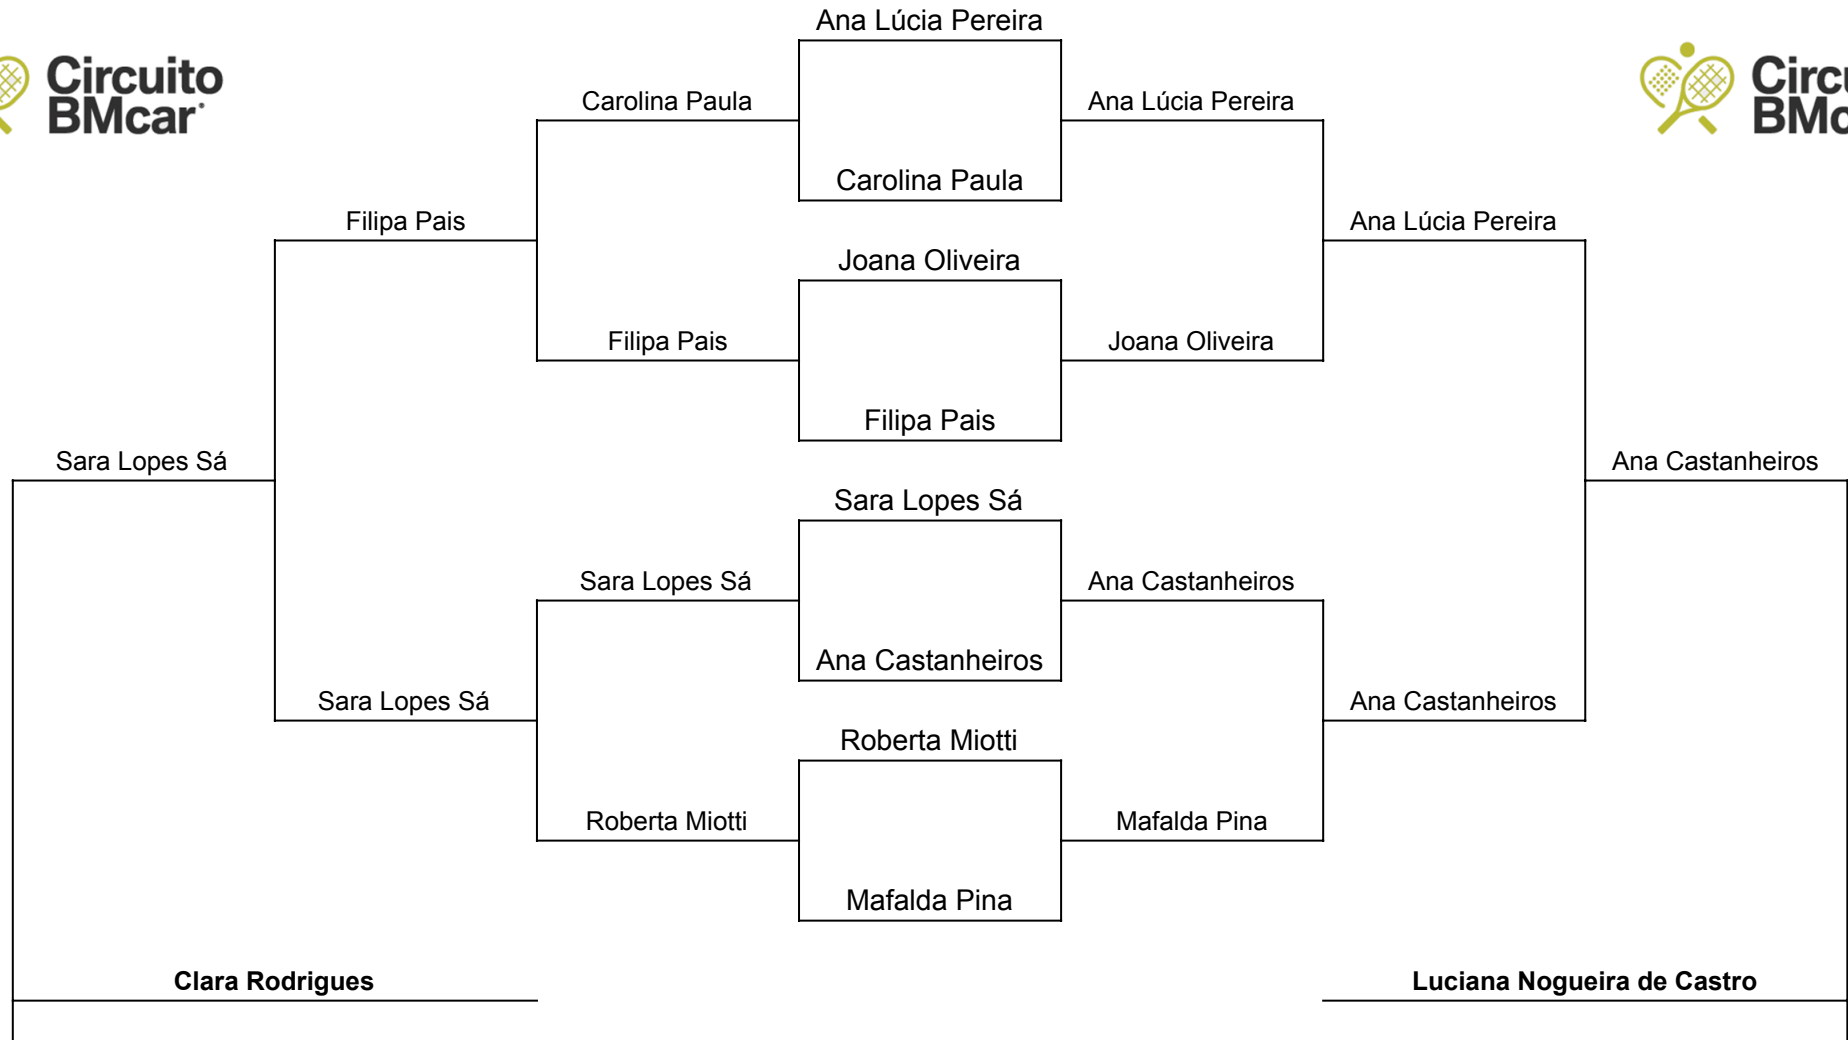 Ana Lúcia Pereira
Circuito
BMcar
Carolina Paula
Ana Lúcia Pereira
Carolina Paula
Filipa Pais
Ana Lúcia Pereira
Joana Oliveira
Filipa Pais
Joana Oliveira
Filipa Pais
Sara Lopes Sá
Ana Castanheiros
Sara Lopes Sá
Sara Lopes Sá
Ana Castanheiros
Ana Castanheiros
Sara Lopes Sá
Ana Castanheiros
Roberta Miotti
Roberta Miotti
Mafalda Pina
Mafalda Pina
Clara Rodrigues
Luciana Nogueira de Castro